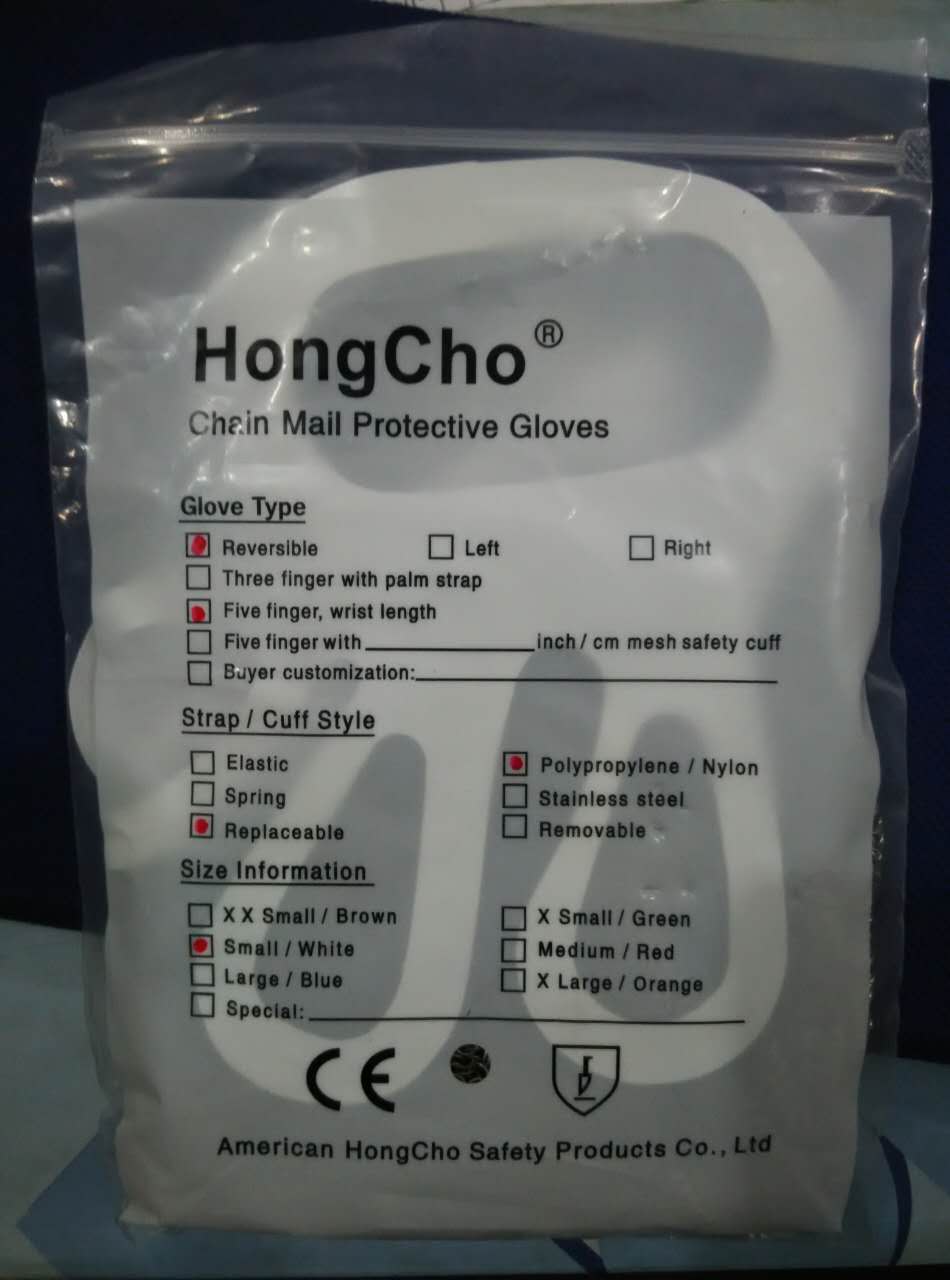 HongCho®
Chain Mail Protective Gloves
Glove Type
Reversible Left Right
Three finger with palm strap
Five finger, wrist length
Five finger with______________inch / cm mesh safety cuff
Buyer customization:______________
Strap / Cuff Style
Elastic Polypropylene / Nylon
Spring Stainless steel
Replaceable Removable
Size Information
X X Small / Brown X Small / Green
Small / White Medium / Red
Large / Blue X Large / Orange
Special:______________
CE
American HongCho Safety Products Co., Ltd